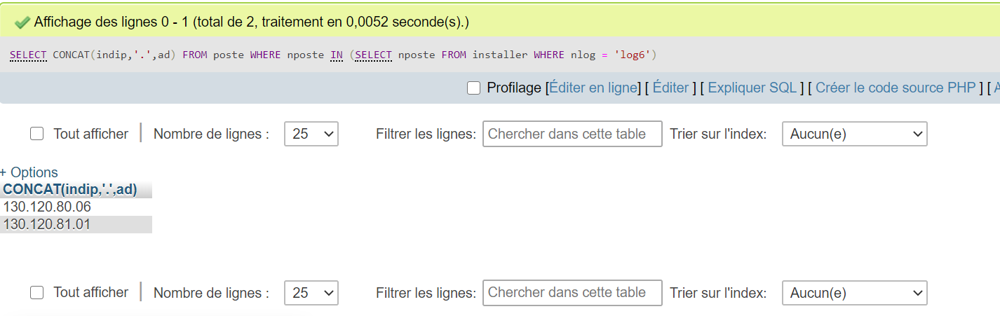 Affichage des lignes 0 - 1 (total de 2, traitement en 0,0052 seconde(s).)
SELECT CONCAT(indip,'.',ad) FROM poste WHERE nposte IN (SELECT nposte FROM installer WHERE nlog = 'log6')
Profilage [Éditer en ligne] [ Éditer ] [ Expliquer SQL ] [ Créer le code source PHP ] [
Tout afficher Nombre de lignes : 25 Filtrer les lignes: Chercher dans cette table Trier sur l'index: Aucun(e)
+ Options
CONCAT(indip,'.',ad)
130.120.80.06
130.120.81.01
Tout afficher Nombre de lignes : 25 Filtrer les lignes: Chercher dans cette table Trier sur l'index: Aucun(e)